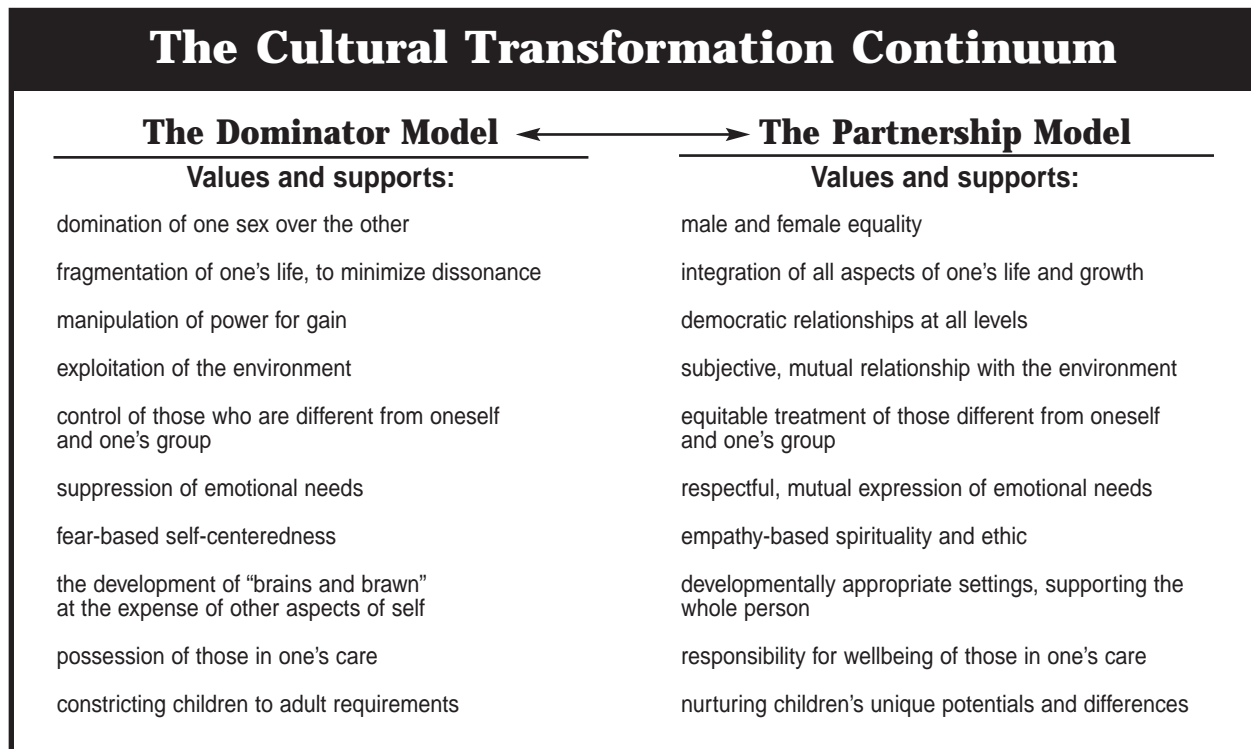 The Cultural Transformation Continuum
The Dominator Model
Values and supports:
domination of one sex over the other
fragmentation of one’s life, to minimize dissonance
manipulation of power for gain
exploitation of the environment
control of those who are different from oneself
and one’s group
suppression of emotional needs
fear-based self-centeredness
the development of “brains and brawn”
at the expense of other aspects of self
possession of those in one’s care
constricting children to adult requirements
The Partnership Model
Values and supports:
male and female equality
integration of all aspects of one’s life and growth
democratic relationships at all levels
subjective, mutual relationship with the environment
equitable treatment of those different from oneself
and one’s group
respectful, mutual expression of emotional needs
empathy-based spirituality and ethic
developmentally appropriate settings, supporting the
whole person
responsibility for wellbeing of those in one’s care
nurturing children’s unique potentials and differences